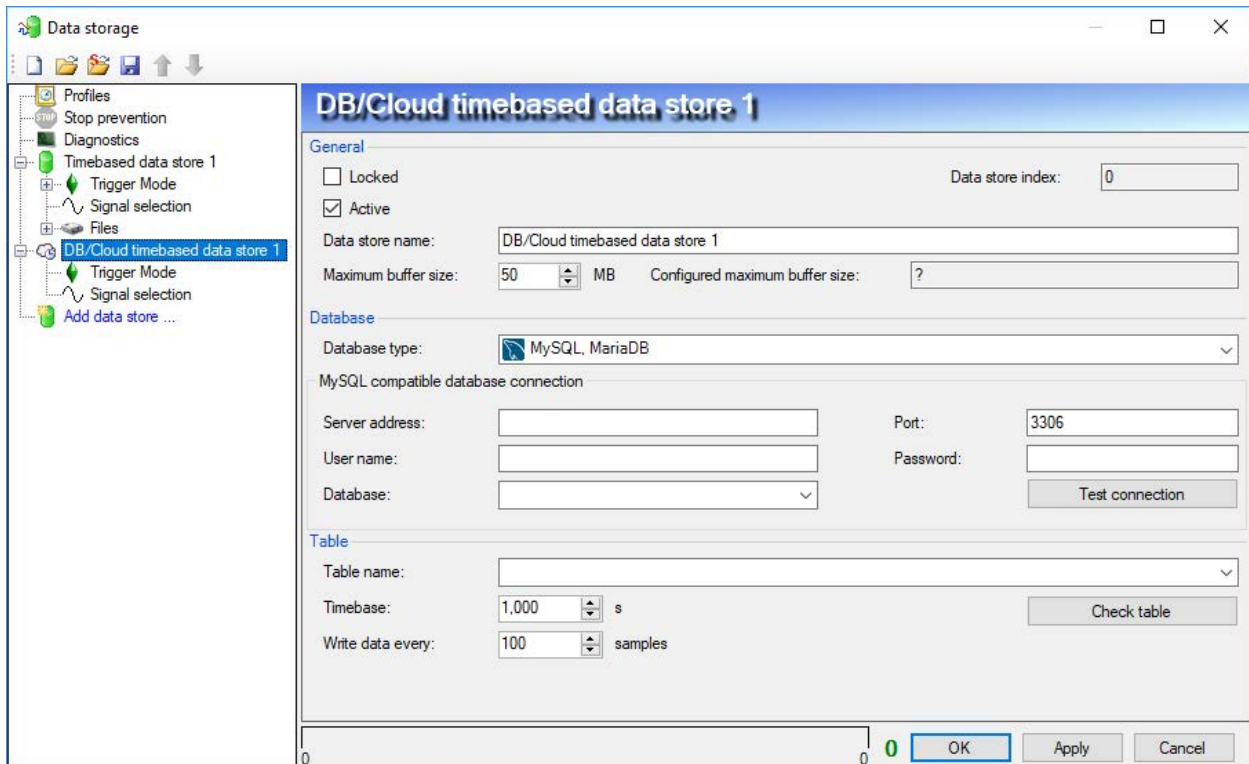 Data storage
Profiles
STOP Stop prevention
Diagnostics
Timebased data store 1
Trigger Mode
Signal selection
Files
DB/Cloud timebased data store 1
Trigger Mode
Signal selection
Add data store ...
DB/Cloud timebased data store 1
General
Locked
Data store index: 0
Active
Data store name: DB/Cloud timebased data store 1
Maximum buffer size: 50 MB Configured maximum buffer size: ?
Database
Database type: MySQL, MariaDB
MySQL compatible database connection
Server address: Port: 3306
User name: Password:
Database: Test connection
Table
Table name:
Timebase: 1,000 s Check table
Write data every: 100 samples
0 0 0 OK Apply Cancel